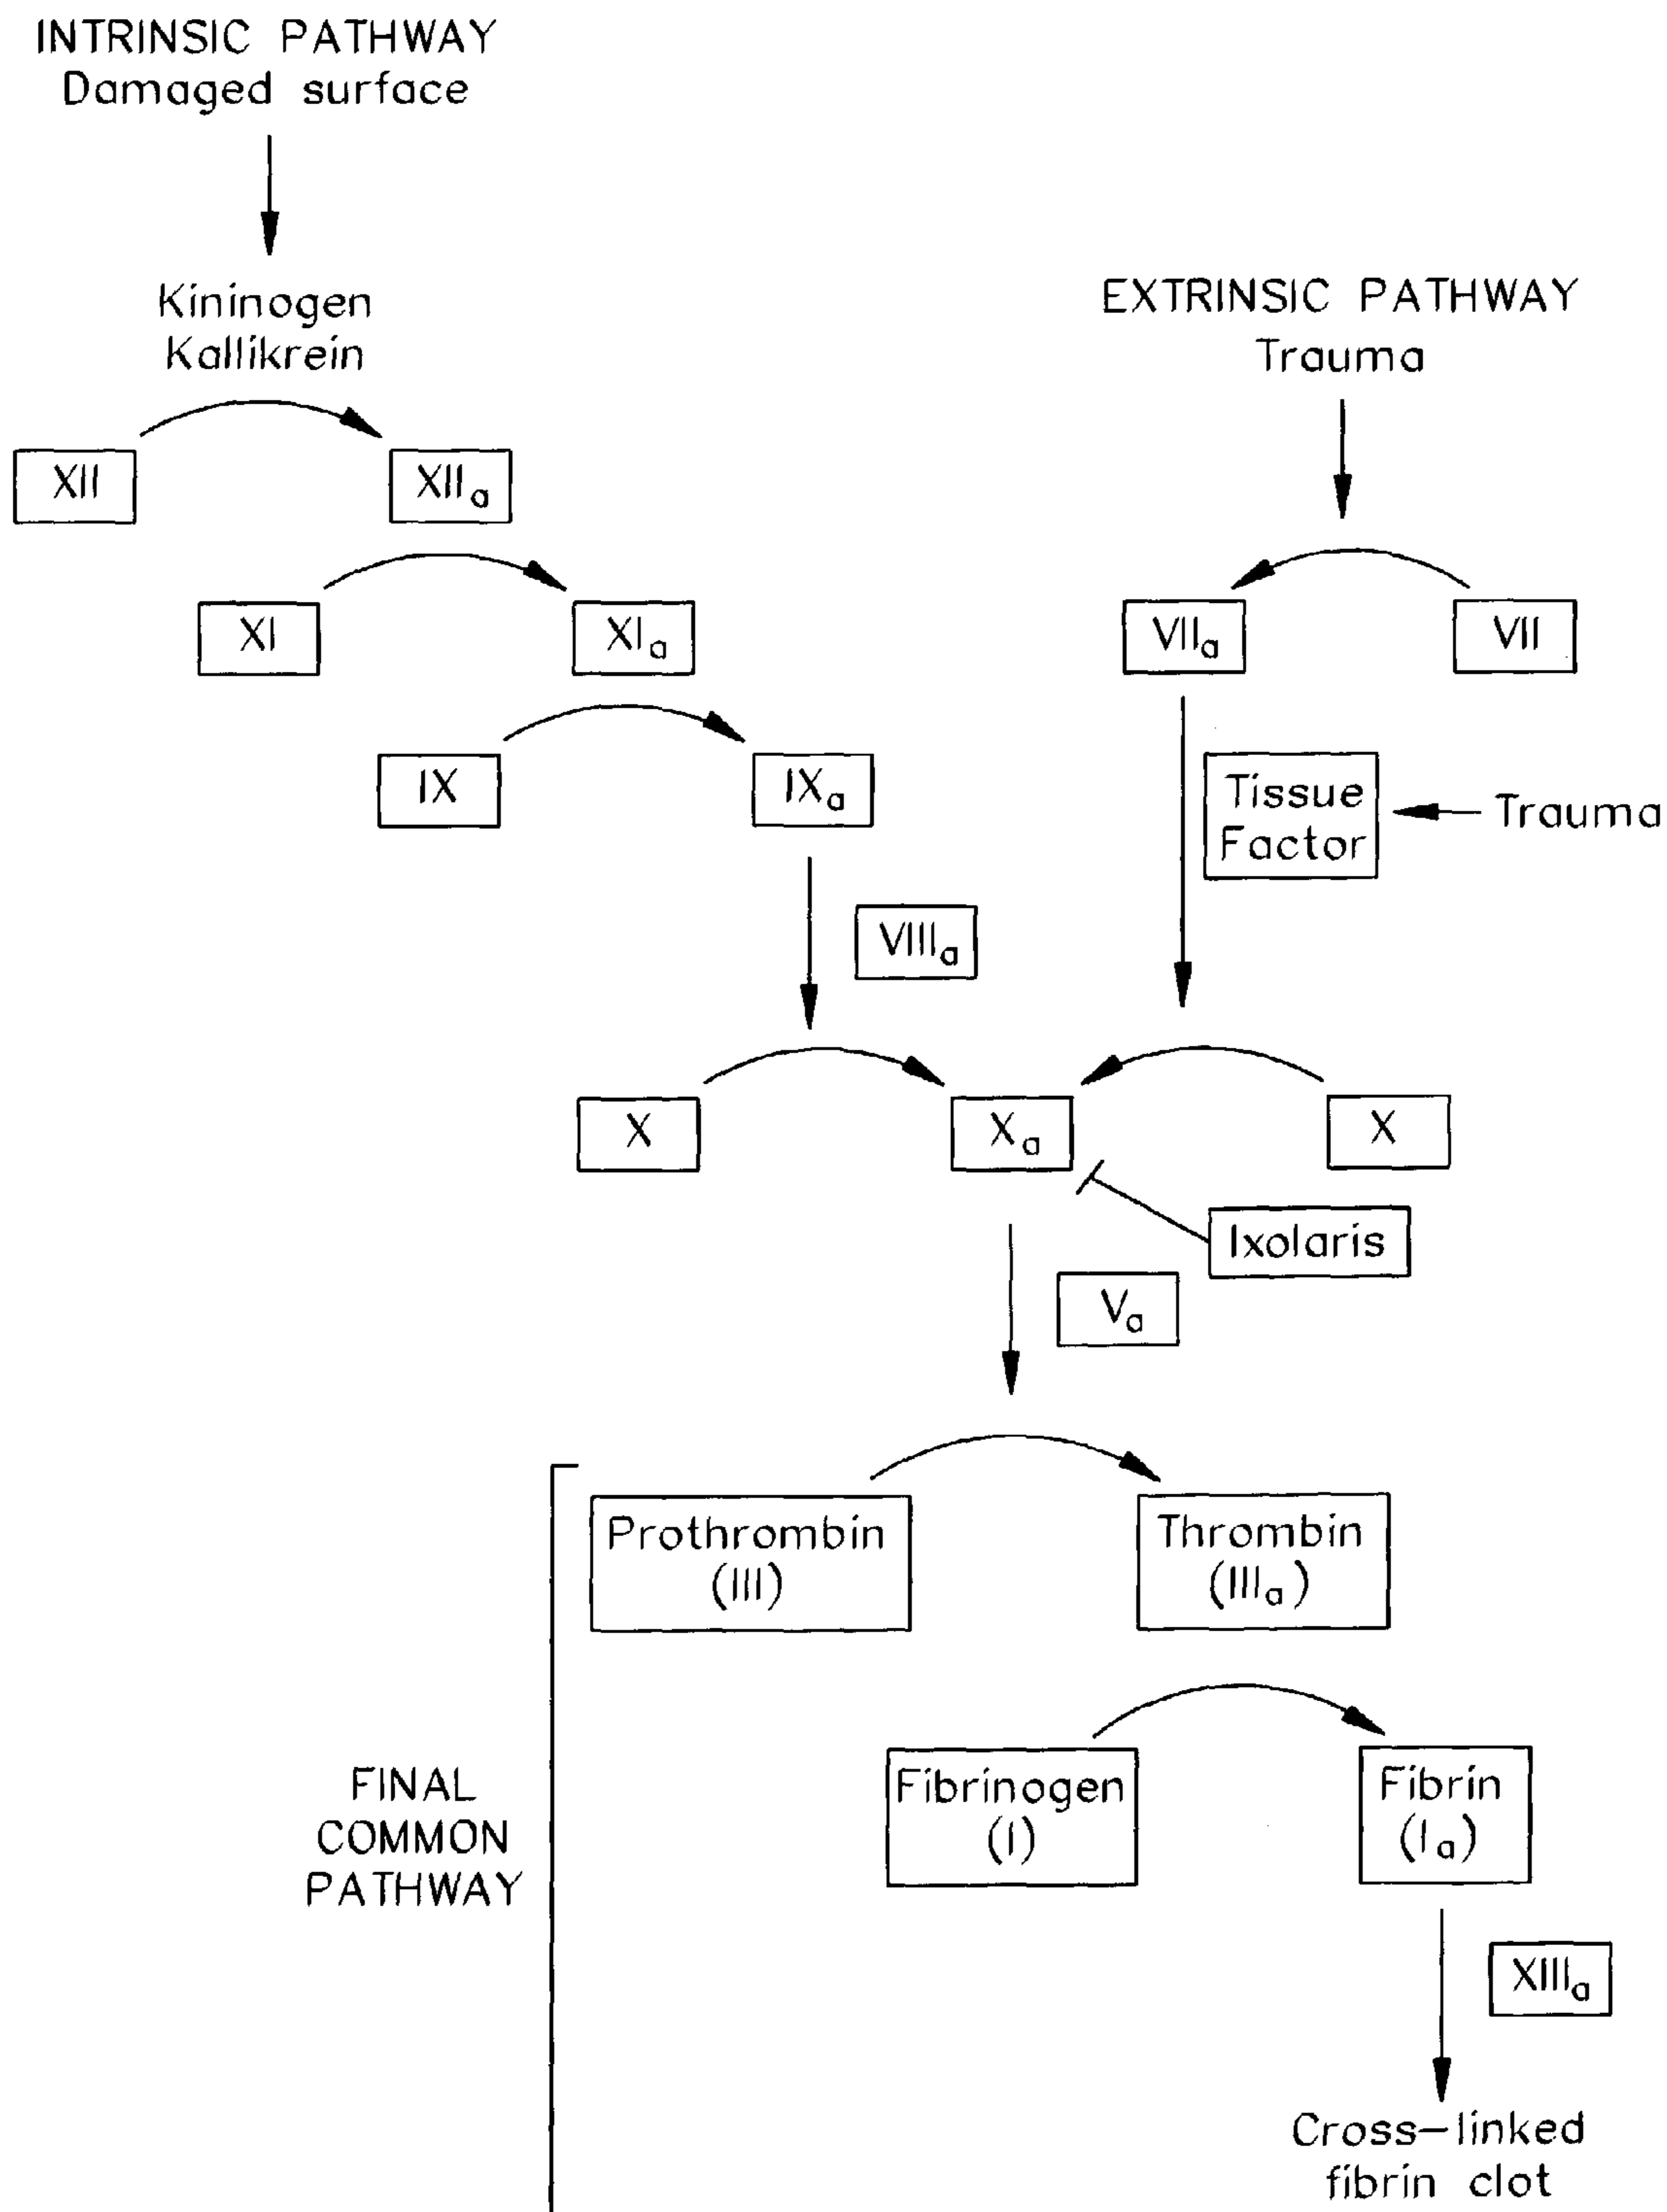 INTRINSIC PATHWAY
Damaged surface
Kininogen
Kallikrein
EXTRINSIC PATHWAY
Trauma
XII
XIIa
XI
XIa
VIIa
VII
IX
IXa
Tissue
Factor
Trauma
VIIIa
X
Xa
X
Ixolaris
Va
Prothrombin
(III)
Thrombin
(IIIa)
FINAL
COMMON
PATHWAY
Fibrinogen
(I)
Fibrin
(Ia)
XIIIa
Cross-linked
fibrin clot